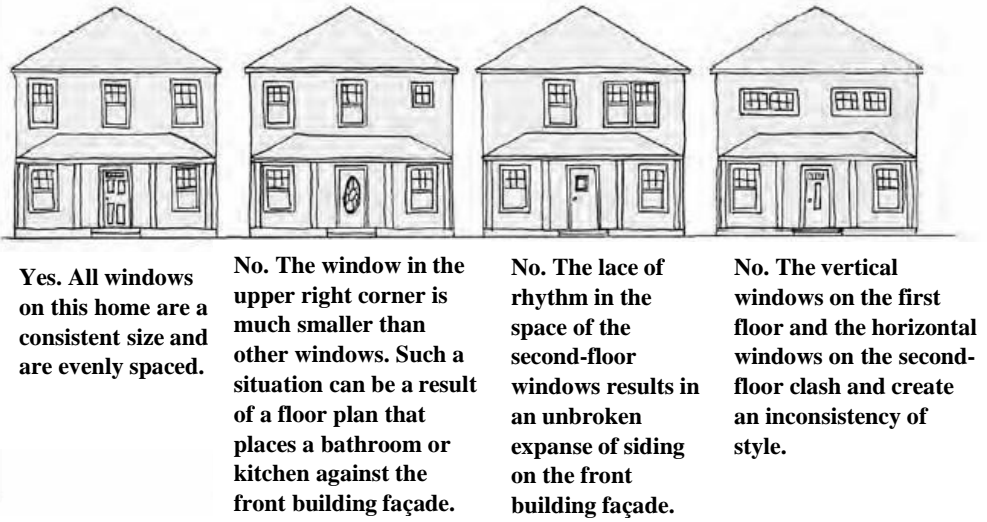 Yes. All windows
on this home are a
consistent size and
are evenly spaced.
No. The window in the
upper right corner is
much smaller than
other windows. Such a
situation can be a result
of a floor plan that
places a bathroom or
kitchen against the
front building façade.
No. The lace of
rhythm in the
space of the
second-floor
windows results in
an unbroken
expanse of siding
on the front
building façade.
No. The vertical
windows on the first
floor and the horizontal
windows on the second-
floor clash and create
an inconsistency of
style.